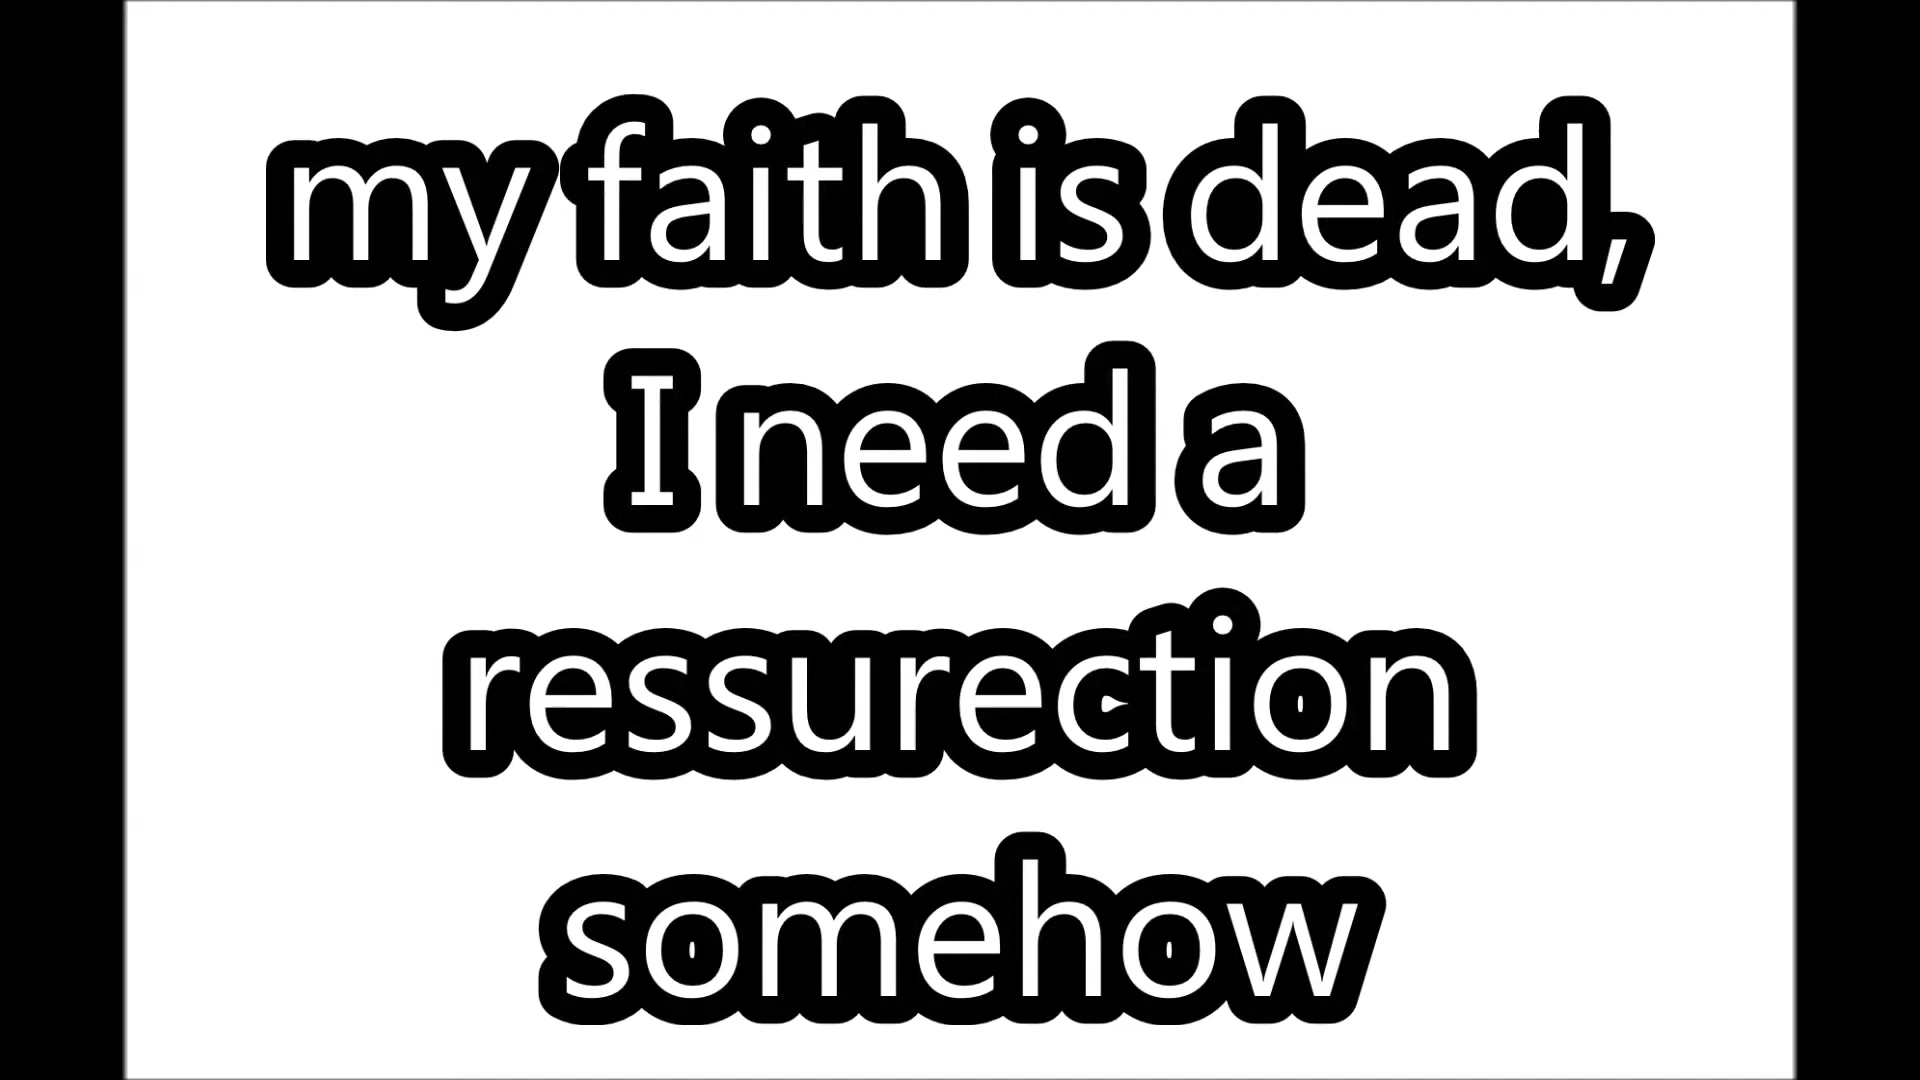 my faith is dead,
I need a
ressurection
somehow